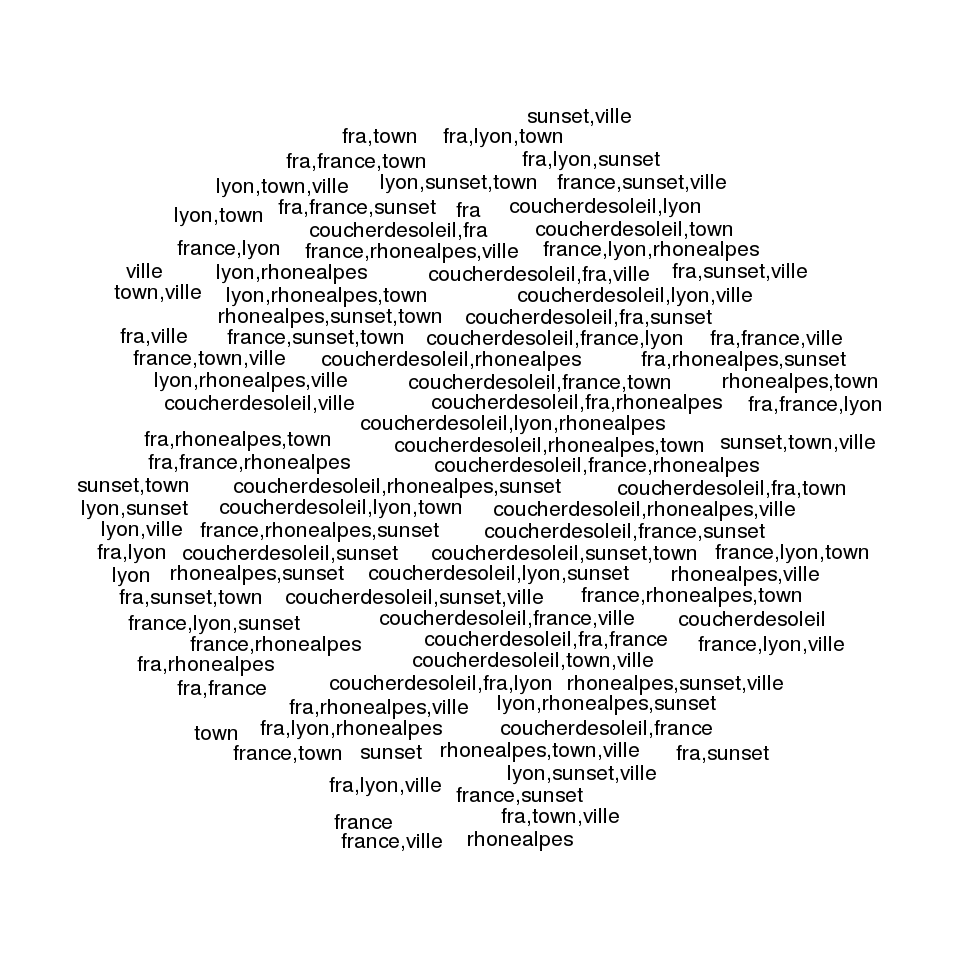 sunset,ville
fra,town fra,lyon,town
fra,france,town fra,lyon,sunset
lyon,town,ville lyon,sunset,town france,sunset,ville
lyon,town fra,france,sunset fra coucherdesoleil,lyon
coucherdesoleil,fra coucherdesoleil,town
france,lyon france,rhonealpes,ville france,lyon,rhonealpes
ville lyon,rhonealpes coucherdesoleil,fra,ville fra,sunset,ville
town,ville lyon,rhonealpes,town coucherdesoleil,lyon,ville
rhonealpes,sunset,town coucherdesoleil,fra,sunset
fra,ville france,sunset,town coucherdesoleil,france,lyon fra,france,ville
france,town,ville coucherdesoleil,rhonealpes fra,rhonealpes,sunset
lyon,rhonealpes,ville coucherdesoleil,france,town rhonealpes,town
coucherdesoleil,ville coucherdesoleil,fra,rhonealpes fra,france,lyon
coucherdesoleil,lyon,rhonealpes
fra,rhonealpes,town coucherdesoleil,rhonealpes,town sunset,town,ville
fra,france,rhonealpes coucherdesoleil,france,rhonealpes
sunset,town coucherdesoleil,rhonealpes,sunset coucherdesoleil,fra,town
lyon,sunset coucherdesoleil,lyon,town coucherdesoleil,rhonealpes,ville
lyon,ville france,rhonealpes,sunset coucherdesoleil,france,sunset
fra,lyon coucherdesoleil,sunset coucherdesoleil,sunset,town france,lyon,town
lyon rhonealpes,sunset coucherdesoleil,lyon,sunset rhonealpes,ville
fra,sunset,town coucherdesoleil,sunset,ville france,rhonealpes,town
france,lyon,sunset coucherdesoleil,france,ville coucherdesoleil
france,rhonealpes coucherdesoleil,fra,france france,lyon,ville
fra,rhonealpes coucherdesoleil,town,ville
fra,france coucherdesoleil,fra,lyon rhonealpes,sunset,ville
fra,rhonealpes,ville lyon,rhonealpes,sunset
town fra,lyon,rhonealpes coucherdesoleil,france
france,town sunset rhonealpes,town,ville fra,sunset
lyon,sunset,ville
fra,lyon,ville france,sunset
france fra,town,ville
france,ville rhonealpes